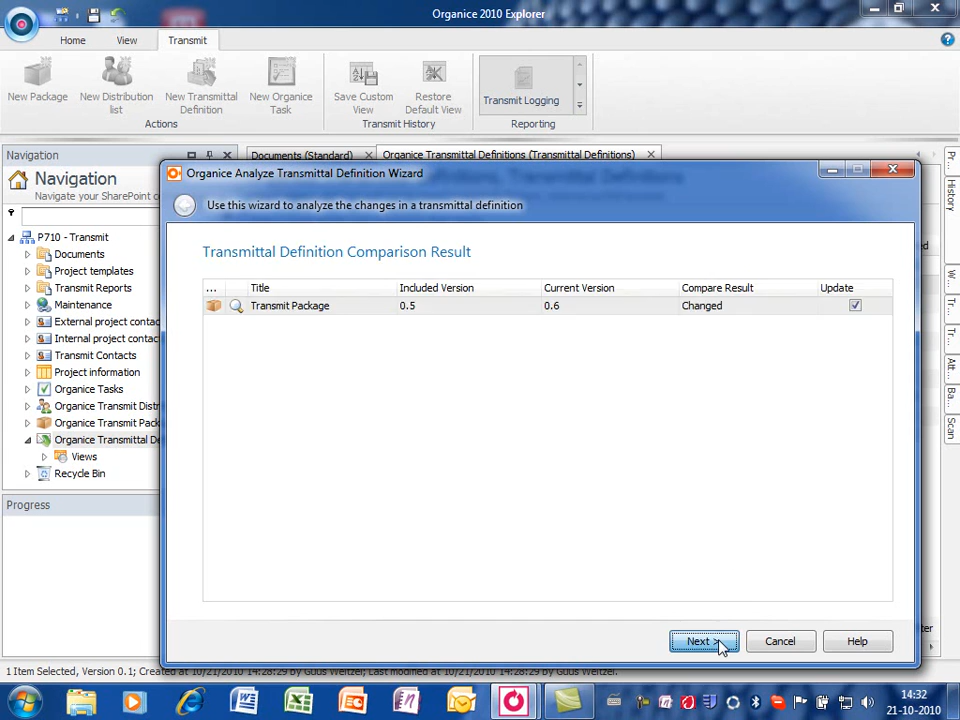 Organice 2010 Explorer
Home
View
Transmit
New Package
New Distribution
list
New Transmittal
Definition
New Organice
Task
Save Custom
View
Restore
Default View
Transmit Logging
Actions
Transmit History
Reporting
Navigation
Documents (Standard)
Organice Transmittal Definitions (Transmittal Definitions)
Navigation
Navigate your SharePoint
P710 - Transmit
Documents
Project templates
Transmit Reports
Maintenance
External project contac
Internal project contac
Transmit Contacts
Project information
Organice Tasks
Organice Transmit Distr
Organice Transmit Pack
Organice Transmittal De
Views
Recycle Bin
Progress
Organice Analyze Transmittal Definition Wizard
Use this wizard to analyze the changes in a transmittal definition
Transmittal Definition Comparison Result
... Title Included Version Current Version Compare Result Update
Transmit Package 0.5 0.6 Changed
Next >
Cancel
Help
Pr...
History
W...
Tr...
Tr...
Att...
Ba...
Scan
1 Item Selected, Version 0.1; Created at 10/21/2010 14:28:29 by Guus Weitzel; Last modified at 10/21/2010 14:28:29 by Guus Weitzel
14:32
21-10-2010